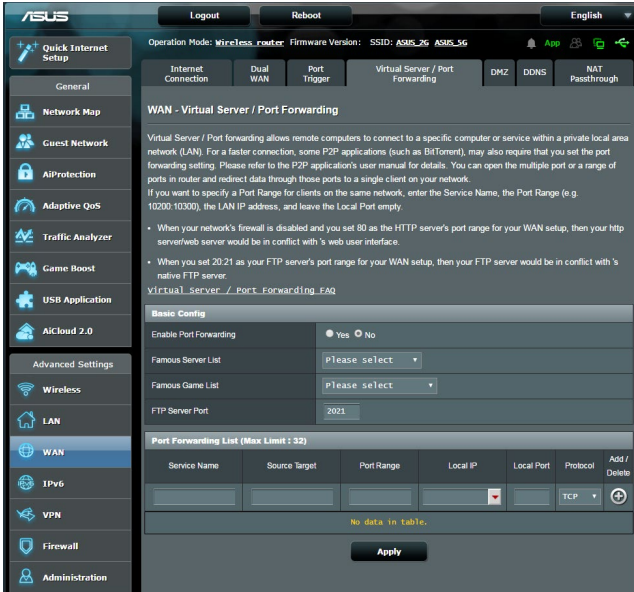 ASUS
Logout
Reboot
English
Quick Internet
Setup
Operation Mode: Wireless router Firmware Version: SSID: ASUS_2G ASUS_5G
App
General
Network Map
Guest Network
AiProtection
Adaptive QoS
Traffic Analyzer
Game Boost
USB Application
AiCloud 2.0
Advanced Settings
Wireless
LAN
WAN
IPv6
VPN
Firewall
Administration
Internet
Connection
Dual
WAN
Port
Trigger
Virtual Server / Port
Forwarding
DMZ
DDNS
NAT
Passthrough
WAN - Virtual Server / Port Forwarding
Virtual Server / Port forwarding allows remote computers to connect to a specific computer or service within a private local area
network (LAN). For a faster connection, some P2P applications (such as BitTorrent), may also require that you set the port
forwarding setting. Please refer to the P2P application's user manual for details. You can open the multiple port or a range of
ports in router and redirect data through those ports to a single client on your network.
If you want to specify a Port Range for clients on the same network, enter the Service Name, the Port Range (e.g.
10200:10300), the LAN IP address, and leave the Local Port empty.
• When your network's firewall is disabled and you set 80 as the HTTP server's port range for your WAN setup, then your http
server/web server would be in conflict with 's web user interface.
• When you set 20:21 as your FTP server's port range for your WAN setup, then your FTP server would be in conflict with 's
native FTP server.
Virtual Server / Port Forwarding FAQ
Basic Config
Enable Port Forwarding
Yes No
Famous Server List
Please select
Famous Game List
Please select
FTP Server Port
2021
Port Forwarding List (Max Limit : 32)
Service Name
Source Target
Port Range
Local IP
Local Port
Protocol
Add /
Delete
TCP
No data in table.
Apply